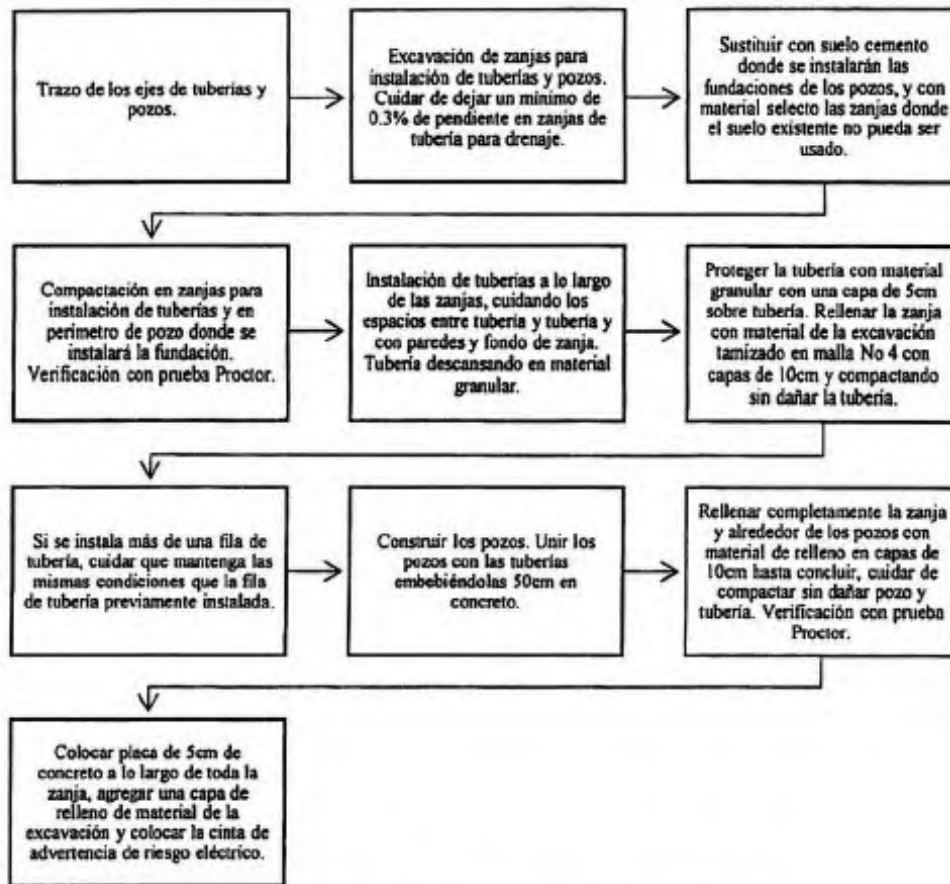 Trazo de los ejes de tuberías y
pozos.
Excavación de zanjas para
instalación de tuberías y pozos.
Cuidar de dejar un mínimo de
0.3% de pendiente en zanjas de
tubería para drenaje.
Sustituir con suelo cemento
donde se instalarán las
fundaciones de los pozos, y con
material selecto las zanjas donde
el suelo existente no pueda ser
usado.
Compactación en zanjas para
instalación de tuberías y en
perímetro de pozo donde se
instalará la fundación.
Verificación con prueba Proctor.
Instalación de tuberías a lo largo
de las zanjas, cuidando los
espacios entre tubería y tubería y
con paredes y fondo de zanja.
Tubería descansando en material
granular.
Proteger la tubería con material
granular con una capa de 5cm
sobre tubería. Rellenar la zanja
con material de la excavación
tamizado en malla No 4 con
capas de 10cm y compactando
sin dañar la tubería.
Si se instala más de una fila de
tubería, cuidar que mantenga las
mismas condiciones que la fila
de tubería previamente instalada.
Construir los pozos. Unir los
pozos con las tuberías
embebiéndolas 50cm en
concreto.
Rellenar completamente la zanja
y alrededor de los pozos con
material de relleno en capas de
10cm hasta concluir, cuidar de
compactar sin dañar pozo y
tubería. Verificación con prueba
Proctor.
Colocar placa de 5cm de
concreto a lo largo de toda la
zanja, agregar una capa de
relleno de material de la
excavación y colocar la cinta de
advertencia de riesgo eléctrico.